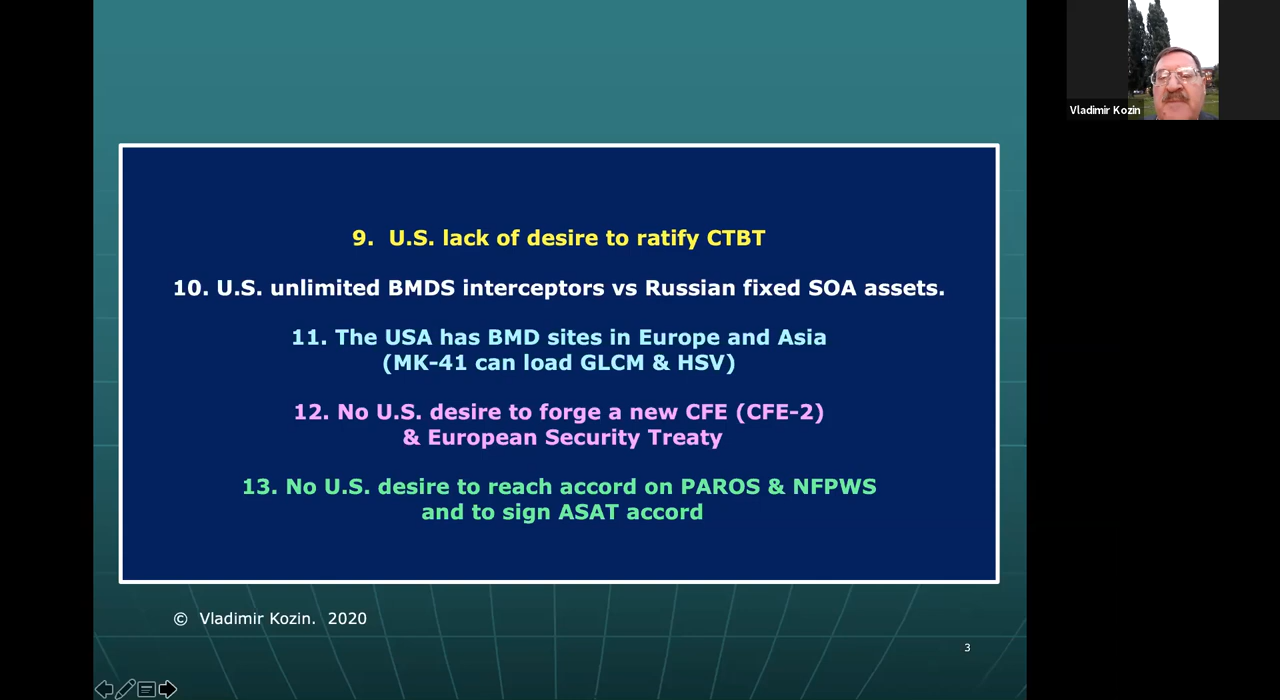 Vladimir Kozin
9. U.S. lack of desire to ratify CTBT
10. U.S. unlimited BMDS interceptors vs Russian fixed SOA assets.
11. The USA has BMD sites in Europe and Asia
(MK-41 can load GLCM & HSV)
12. No U.S. desire to forge a new CFE (CFE-2)
& European Security Treaty
13. No U.S. desire to reach accord on PAROS & NFPWS
and to sign ASAT accord
© Vladimir Kozin. 2020
3